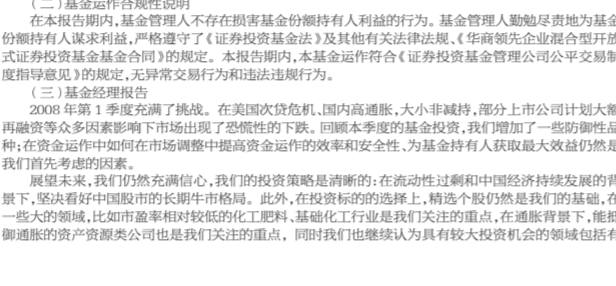 (二)基金运作合规性说明
在本报告期内,基金管理人不存在损害基金份额持有人利益的行为。基金管理人勤勉尽责地为基金
份额持有人谋求利益,严格遵守了《证券投资基金法》及其他有关法律法规、《华商领先企业混合型开放
式证券投资基金基金合同》的规定。本报告期内,本基金运作符合《证券投资基金管理公司公平交易制
度指导意见》的规定,无异常交易行为和违法违规行为。
(三)基金经理报告
2008 年第 1 季度充满了挑战。在美国次贷危机、国内高通胀,大小非减持,部分上市公司计划大额
再融资等众多因素影响下市场出现了恐慌性的下跌。回顾本季度的基金投资,我们增加了一些防御性品
种;在资金运作中如何在市场调整中提高资金运作的效率和安全性、为基金持有人获取最大效益仍然是
我们首先考虑的因素。
展望未来,我们仍然充满信心,我们的投资策略是清晰的:在流动性过剩和中国经济持续发展的背
景下,坚决看好中国股市的长期牛市格局。此外,在投资标的的选择上,精选个股仍然是我们的基础,在
一些大的领域,比如市盈率相对较低的化工肥料、基础化工行业是我们关注的重点,在通胀背景下,能抵
御通胀的资产资源类公司也是我们关注的重点,同时我们也继续认为具有较大投资机会的领域包括有